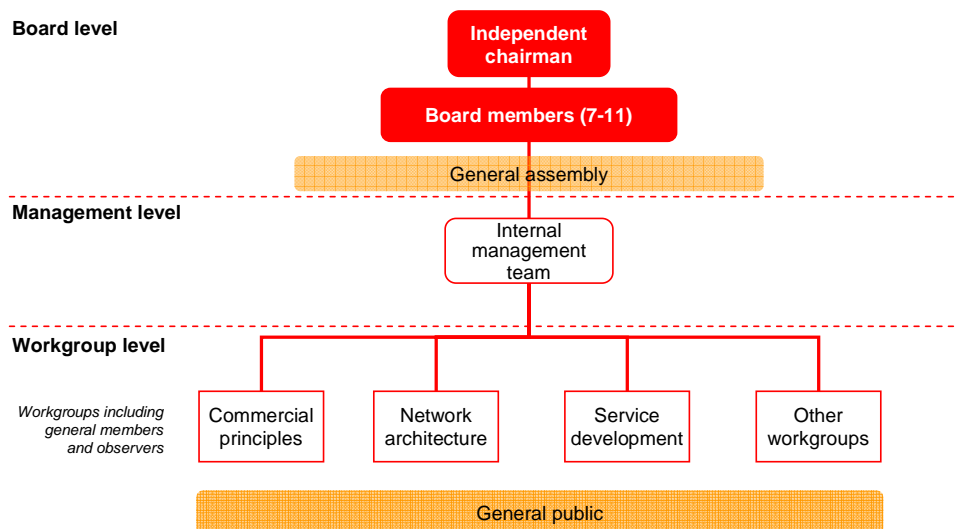 Board level
Independent
chairman
Board members (7-11)
General assembly
Management level
Internal
management
team
Workgroup level
Workgroups including
general members
and observers
Commercial
principles
Network
architecture
Service
development
Other
workgroups
General public